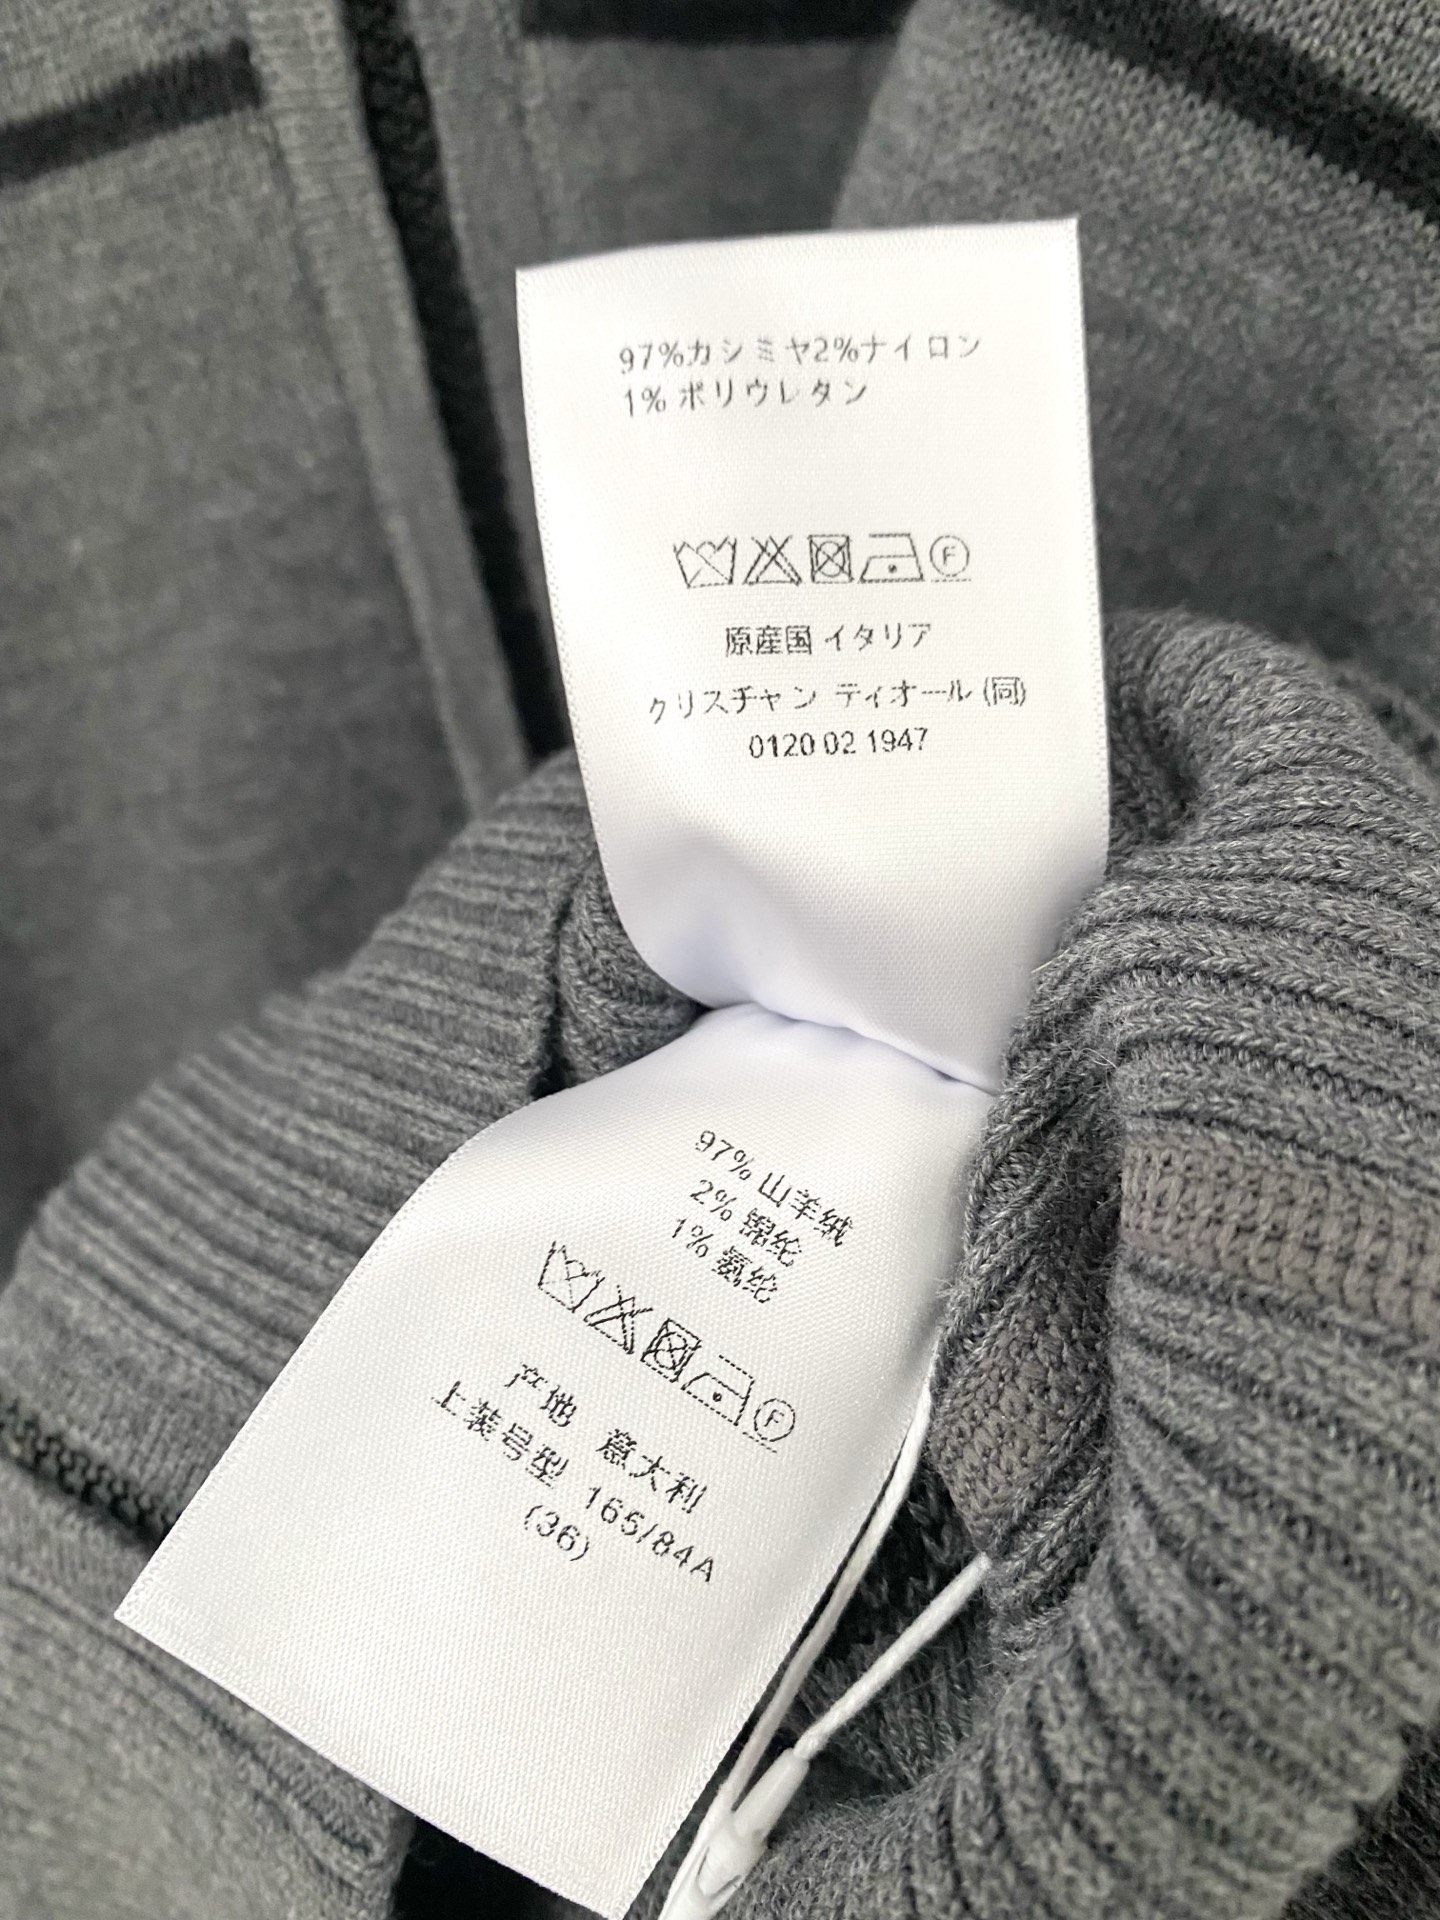 97%カシミヤ2%ナイロン
1% ポリウレタン
F
原産国 イタリア
クリスチャン ディオール (同)
0120 02 1947
97% 山羊绒
2% 锦纶
1% 氨纶
F
产地 意大利
上装号型 165/84A
(36)